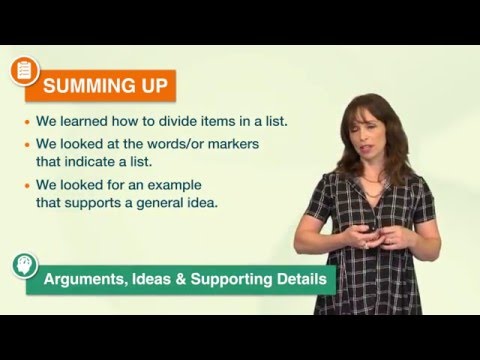 SUMMING UP
• We learned how to divide items in a list.
• We looked at the words/or markers
that indicate a list.
• We looked for an example
that supports a general idea.
Arguments, Ideas & Supporting Details